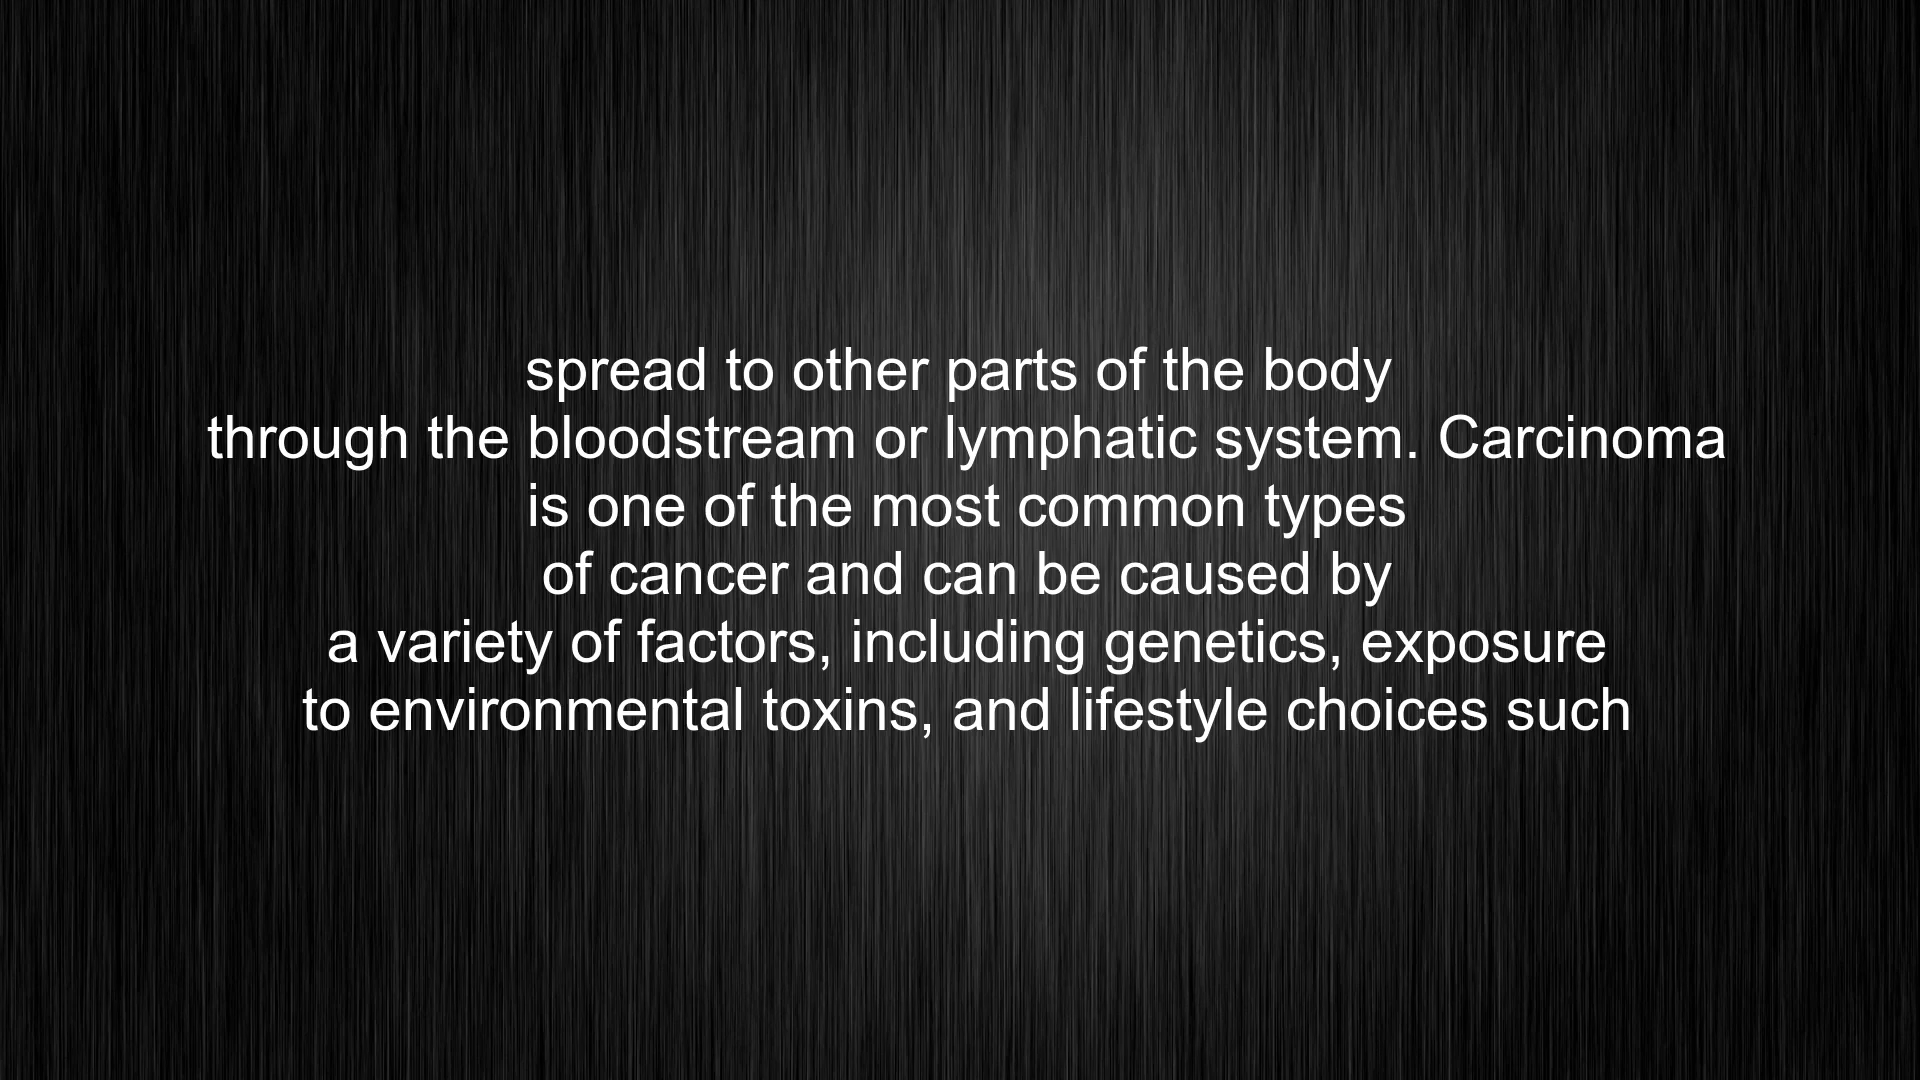 spread to other parts of the body
through the bloodstream or lymphatic system. Carcinoma
is one of the most common types
of cancer and can be caused by
a variety of factors, including genetics, exposure
to environmental toxins, and lifestyle choices such